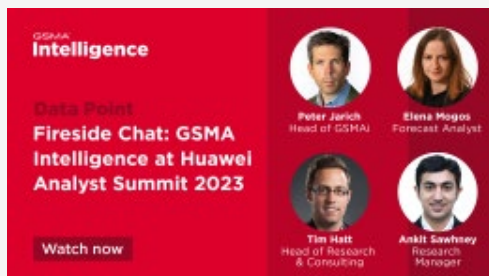 GSMA
Intelligence
Data Point
Fireside Chat: GSMA
Intelligence at Huawei
Analyst Summit 2023
Watch now
Peter Jarich
Head of GSMAi
Elena Mogos
Forecast Analyst
Tim Hatt
Head of Research
& Consulting
Ankit Sawhney
Research
Manager